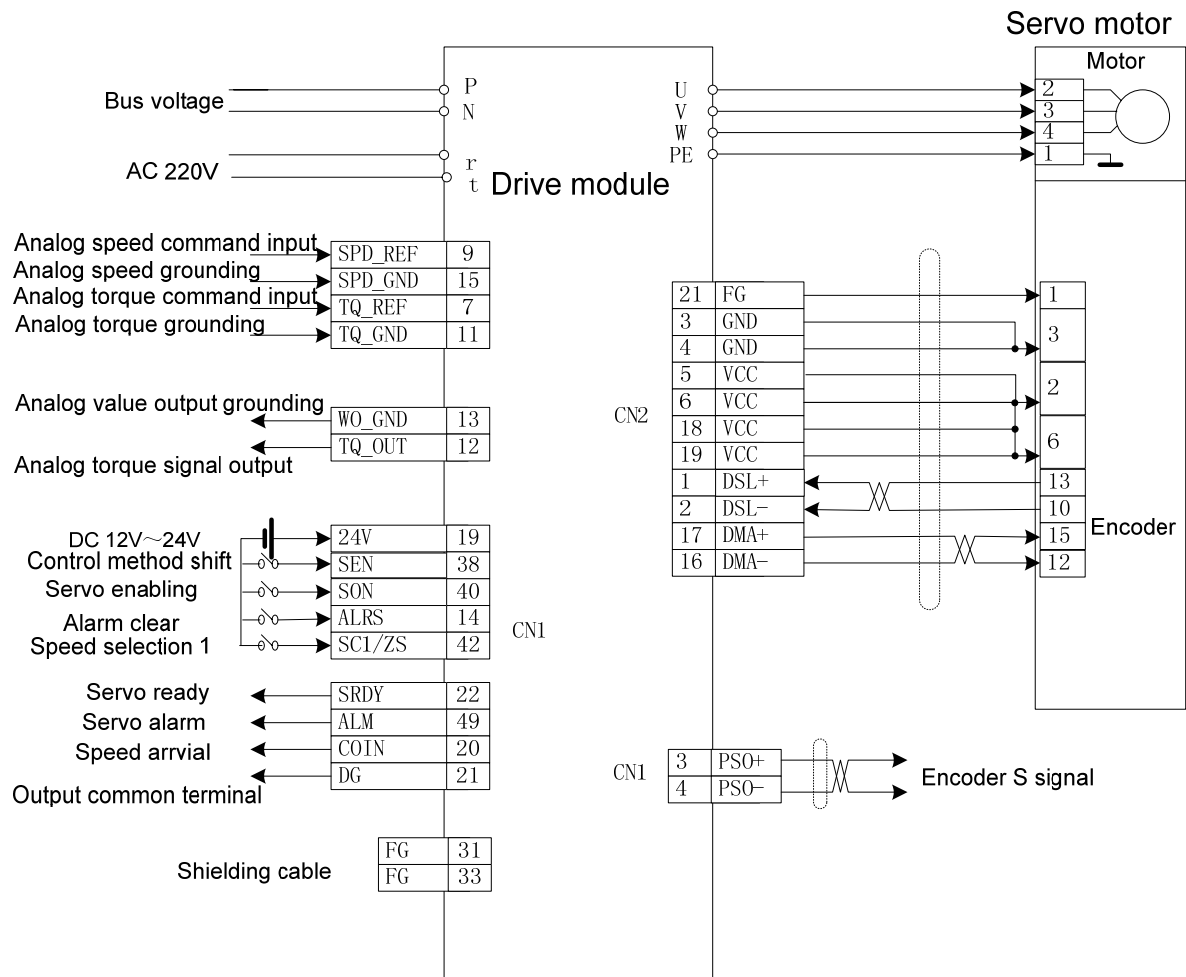 Servo motor
Motor
Bus voltage
P
N
AC 220V
r
t
Drive module
U
V
W
PE
2
3
4
1
Analog speed command input
SPD_REF 9
Analog speed grounding
SPD_GND 15
Analog torque command input
TQ_REF 7
Analog torque grounding
TQ_GND 11
Analog value output grounding
WO_GND 13
TQ_OUT 12
Analog torque signal output
DC 12V～24V
24V 19
Control method shift
SEN 38
Servo enabling
SON 40
Alarm clear
ALRS 14
Speed selection 1
SC1/ZS 42
CN1
Servo ready
SRDY 22
Servo alarm
ALM 49
Speed arrvial
COIN 20
DG 21
Output common terminal
Shielding cable
FG 31
FG 33
CN2
21 FG
3 GND
4 GND
5 VCC
6 VCC
18 VCC
19 VCC
1 DSL+
2 DSL-
17 DMA+
16 DMA-
1
3
2
6
13
10
15
12
Encoder
CN1
3 PSO+
4 PSO-
Encoder S signal